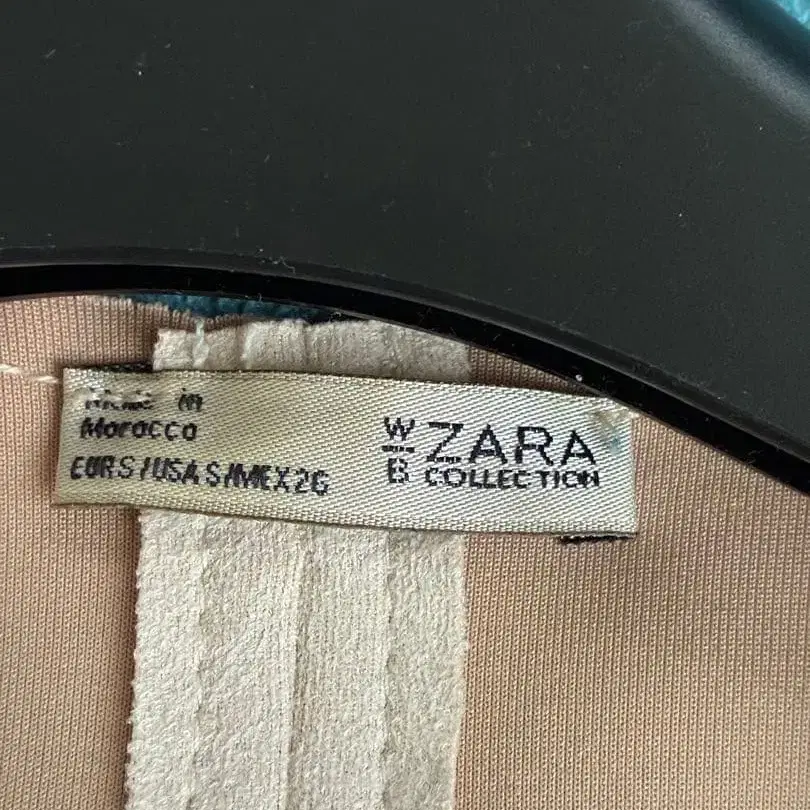 Made in
Morocco
EUR S / USA S / MEX 26
W/B ZARA
COLLECTION